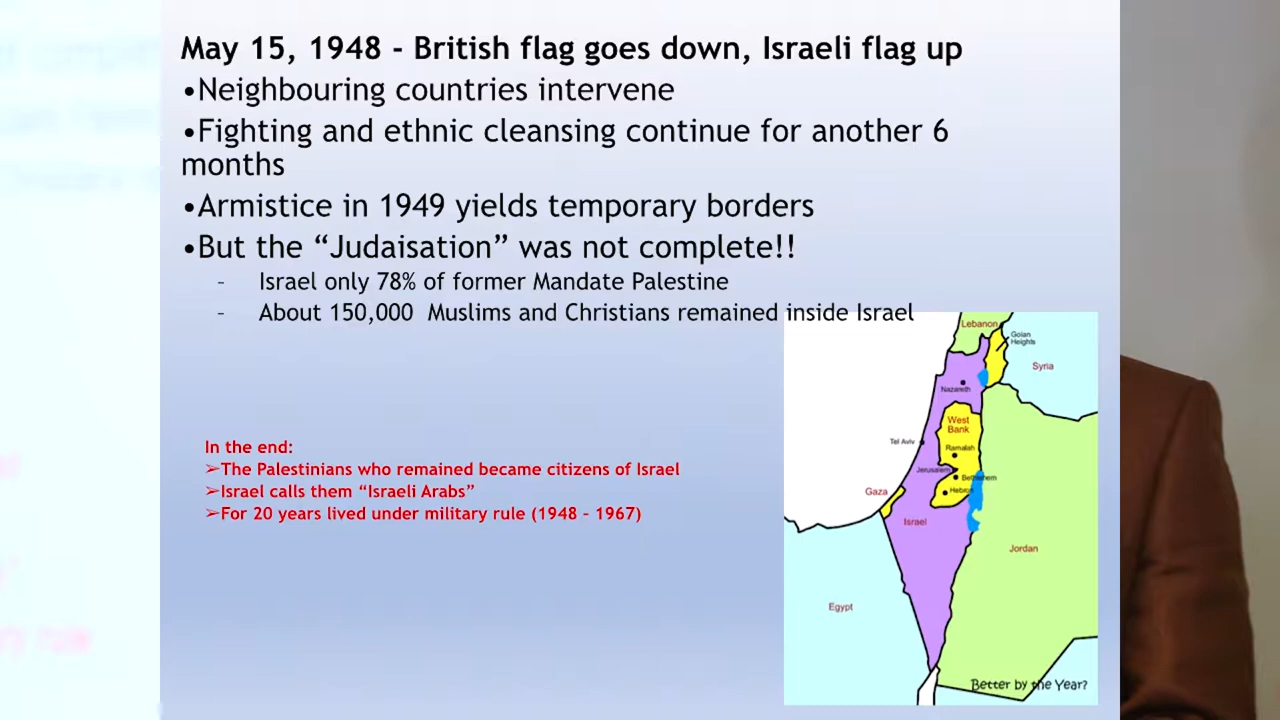 May 15, 1948 - British flag goes down, Israeli flag up
•Neighbouring countries intervene
•Fighting and ethnic cleansing continue for another 6
months
•Armistice in 1949 yields temporary borders
•But the “Judaisation” was not complete!!
– Israel only 78% of former Mandate Palestine
– About 150,000 Muslims and Christians remained inside Israel
In the end:
➢The Palestinians who remained became citizens of Israel
➢Israel calls them “Israeli Arabs”
➢For 20 years lived under military rule (1948 – 1967)
Lebanon
Golan
Heights
Syria
Nazareth
West
Bank
Tel Aviv
Ramalah
Jerusalem
Bethlehem
Hebron
Gaza
Israel
Jordan
Egypt
Better by the Year?